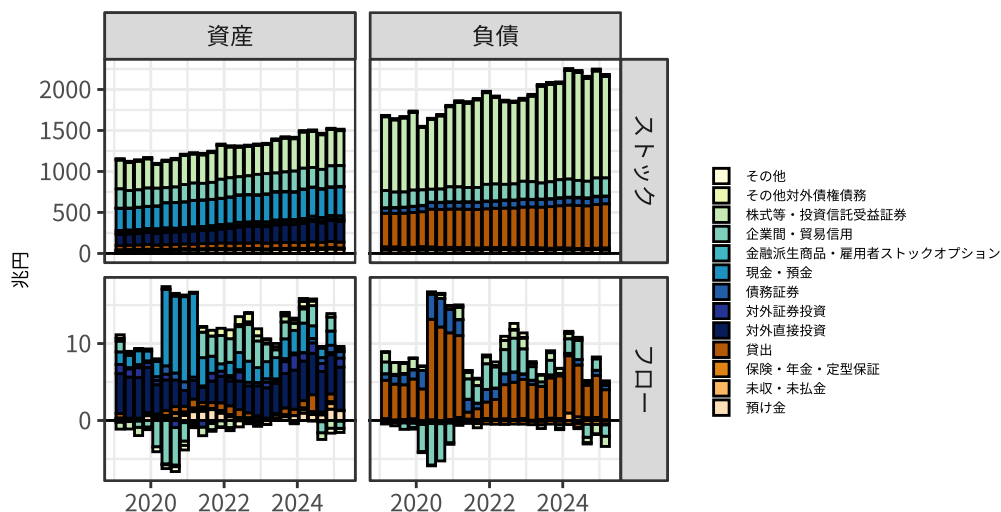 資産
負債
兆円
ストック
2000
1500
1000
500
0
フロー
10
0
2020
2022
2024
2020
2022
2024
その他
その他対外債権債務
株式等・投資信託受益証券
企業間・貿易信用
金融派生商品・雇用者ストックオプション
現金・預金
債務証券
対外証券投資
対外直接投資
貸出
保険・年金・定型保証
未収・未払金
預け金